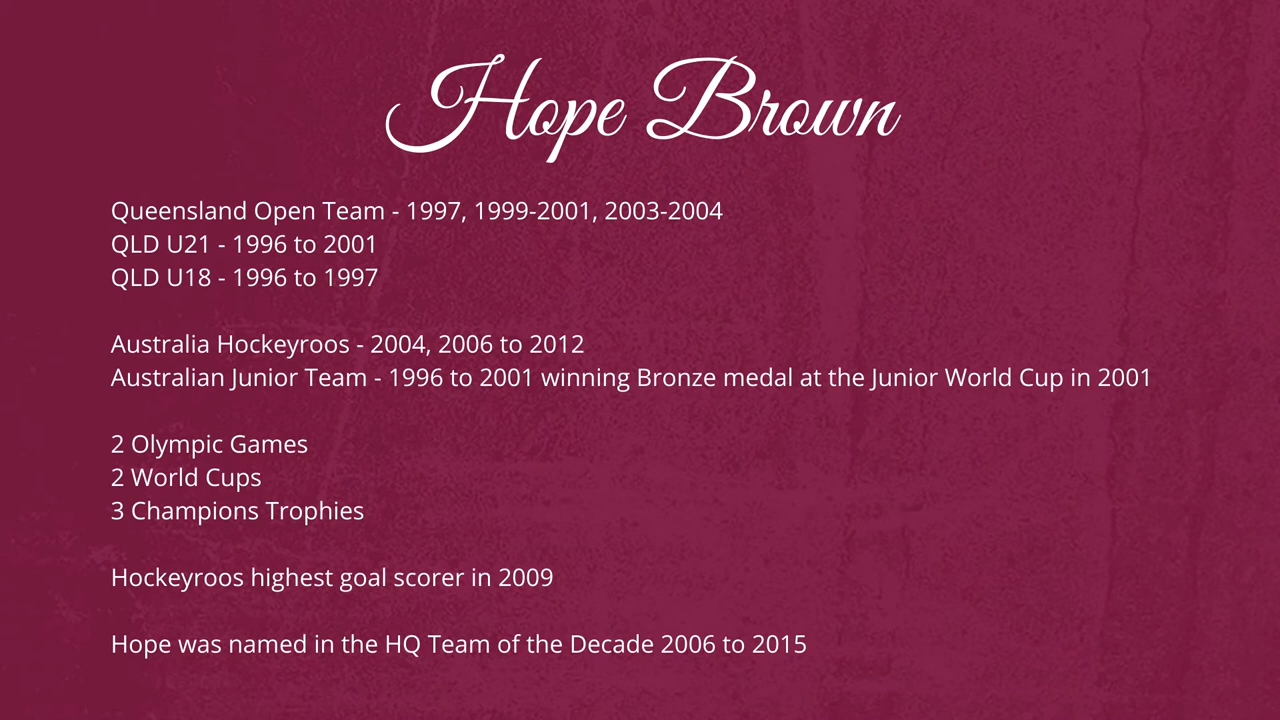 Hope Brown
Queensland Open Team - 1997, 1999-2001, 2003-2004
QLD U21 - 1996 to 2001
QLD U18 - 1996 to 1997
Australia Hockeyroos - 2004, 2006 to 2012
Australian Junior Team - 1996 to 2001 winning Bronze medal at the Junior World Cup in 2001
2 Olympic Games
2 World Cups
3 Champions Trophies
Hockeyroos highest goal scorer in 2009
Hope was named in the HQ Team of the Decade 2006 to 2015